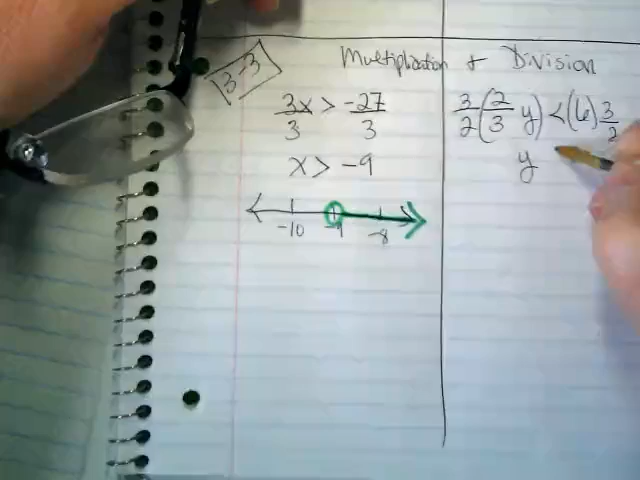 3-3
Multiplication + Division
3x/3 > -27/3
x > -9
-10 -9 -8
3/2 (2/3 y) < (6) 3/2
y